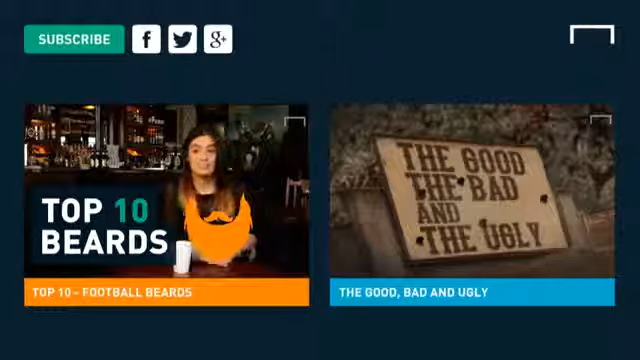 SUBSCRIBE
f
g+
TOP 10
BEARDS
THE GOOD
THE BAD
AND
THE UGLY
TOP 10 - FOOTBALL BEARDS
THE GOOD, BAD AND UGLY